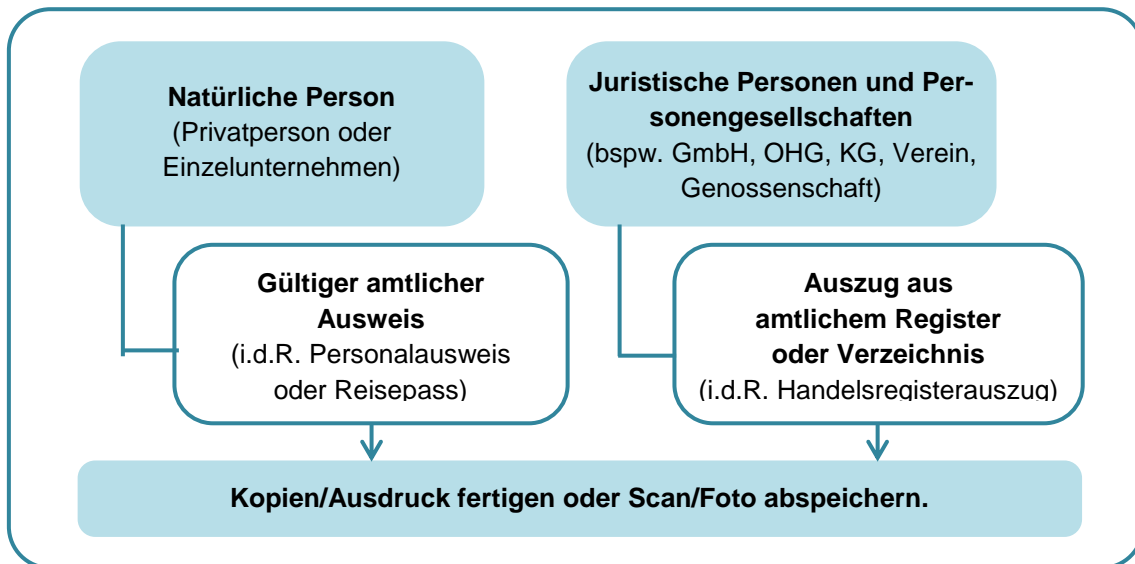 Natürliche Person
(Privatperson oder
Einzelunternehmen)
Juristische Personen und Per-
sonengesellschaften
(bspw. GmbH, OHG, KG, Verein,
Genossenschaft)
Gültiger amtlicher
Ausweis
(i.d.R. Personalausweis
oder Reisepass)
Auszug aus
amtlichem Register
oder Verzeichnis
(i.d.R. Handelsregisterauszug)
Kopien/Ausdruck fertigen oder Scan/Foto abspeichern.